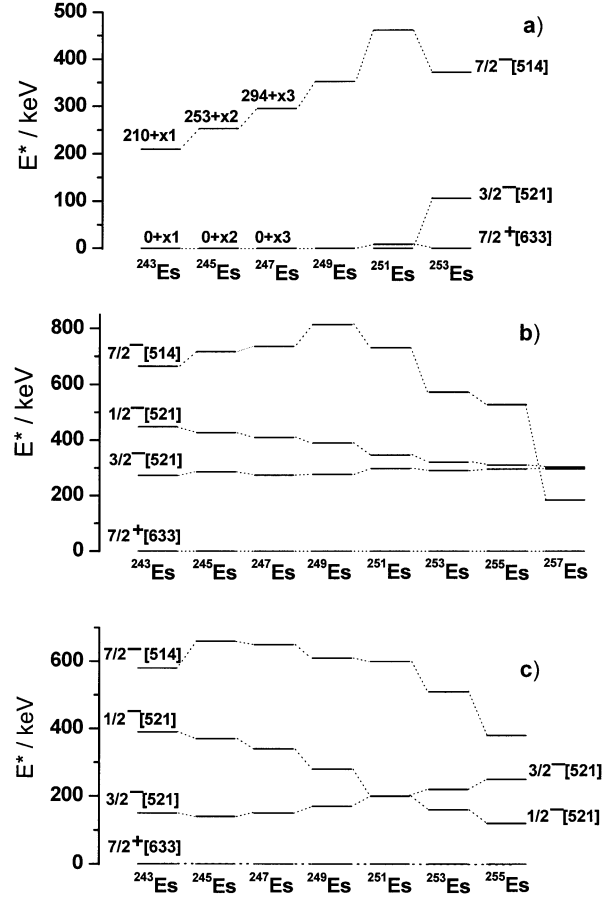 a)
E* / keV
500
400
300
200
100
0
7/2⁻[514]
210+x1
253+x2
294+x3
3/2⁻[521]
7/2⁺[633]
0+x1
0+x2
0+x3
²⁴³Es
²⁴⁵Es
²⁴⁷Es
²⁴⁹Es
²⁵¹Es
²⁵³Es
b)
E* / keV
800
600
400
200
0
7/2⁻[514]
1/2⁻[521]
3/2⁻[521]
7/2⁺[633]
²⁴³Es
²⁴⁵Es
²⁴⁷Es
²⁴⁹Es
²⁵¹Es
²⁵³Es
²⁵⁵Es
²⁵⁷Es
c)
E* / keV
600
400
200
0
7/2⁻[514]
1/2⁻[521]
3/2⁻[521]
7/2⁺[633]
3/2⁻[521]
1/2⁻[521]
²⁴³Es
²⁴⁵Es
²⁴⁷Es
²⁴⁹Es
²⁵¹Es
²⁵³Es
²⁵⁵Es